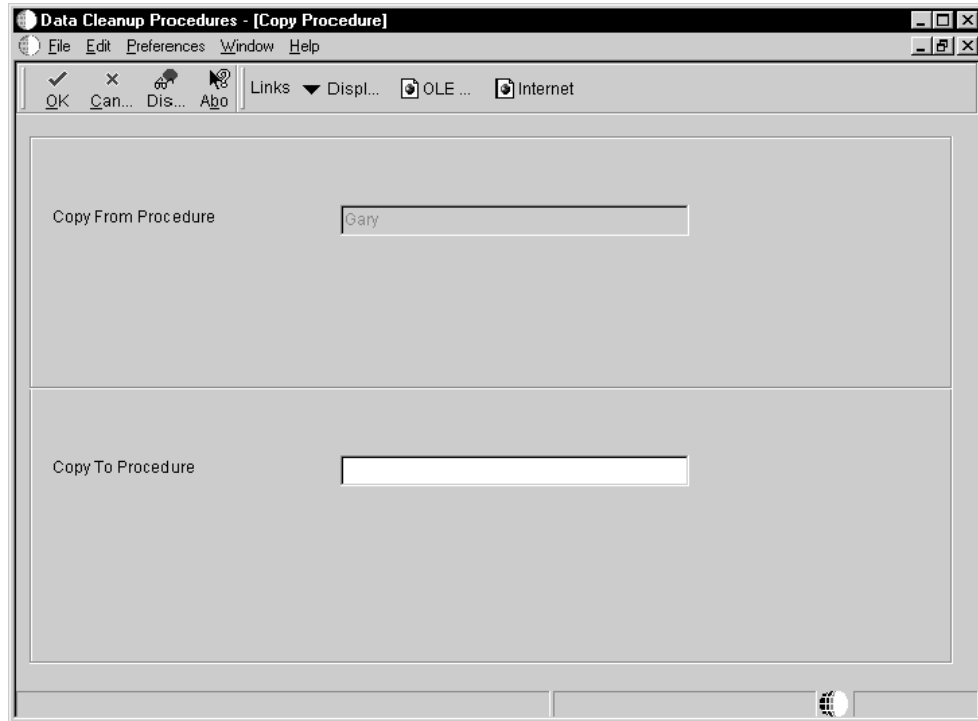 Data Cleanup Procedures - [Copy Procedure]
File Edit Preferences Window Help
OK Can... Dis... Abo Links Displ... OLE ... Internet
Copy From Procedure Gary
Copy To Procedure